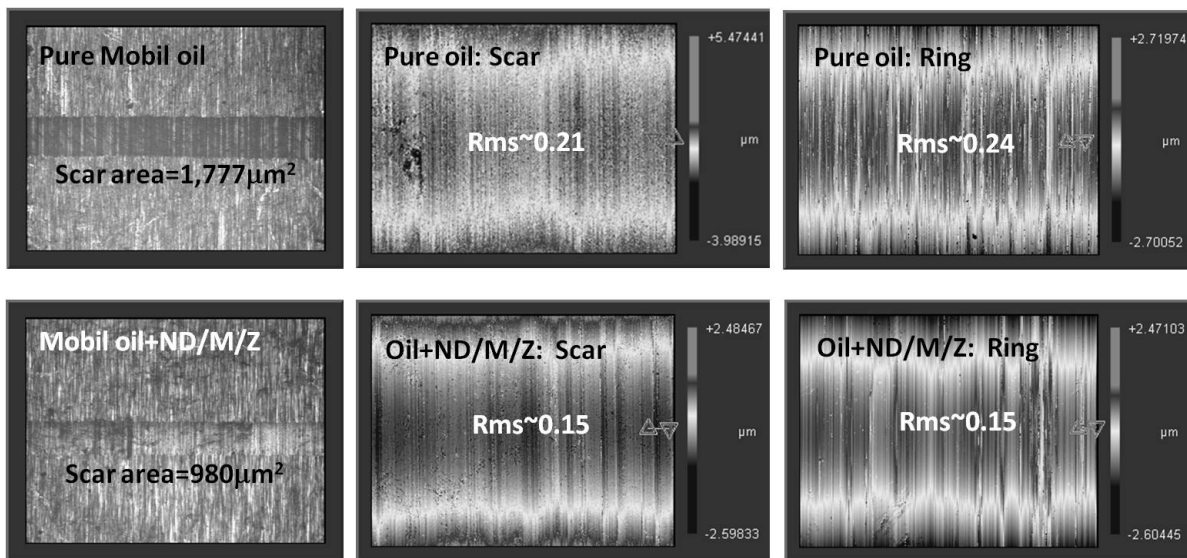 Pure Mobil oil
Scar area=1,777µm²
Pure oil: Scar
Rms~0.21
+5.47441
µm
-3.98915
Pure oil: Ring
Rms~0.24
+2.71974
µm
-2.70052
Mobil oil+ND/M/Z
Scar area=980µm²
Oil+ND/M/Z: Scar
Rms~0.15
+2.48467
µm
-2.59833
Oil+ND/M/Z: Ring
Rms~0.15
+2.47103
µm
-2.60445